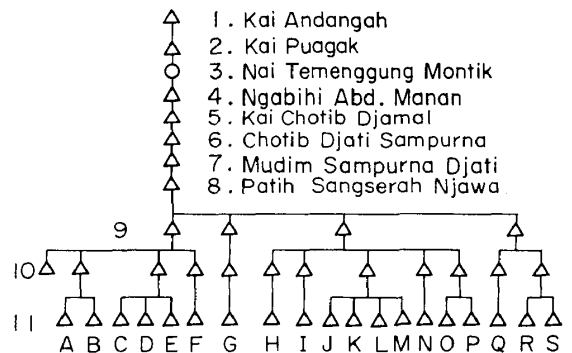 1. Kai Andangah
2. Kai Puagak
3. Nai Temenggung Montik
4. Ngabihi Abd. Manan
5. Kai Chotib Djamal
6. Chotib Djati Sampurna
7. Mudim Sampurna Djati
8. Patih Sangserah Njawa
9
10
11
A B C D E F G H I J K L M N O P Q R S